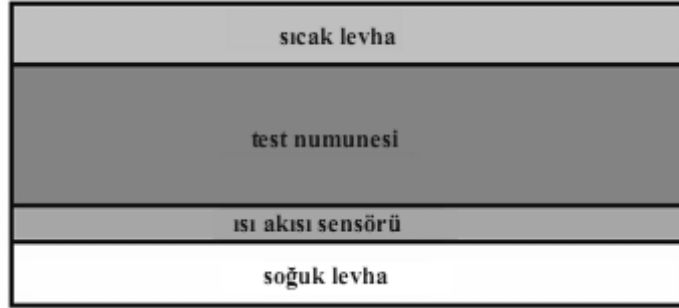 sıcak levha
test numunesi
ısı akısı sensörü
soğuk levha